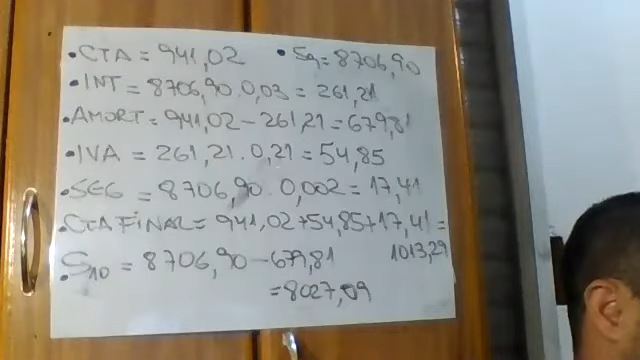 • CTA = 941,02 • S9 = 8706,90
• INT = 8706,90 . 0,03 = 261,21
• AMORT = 941,02 - 261,21 = 679,81
• IVA = 261,21 . 0,21 = 54,85
• SEG = 8706,90 . 0,002 = 17,41
• CTA FINAL = 941,02 + 54,85 + 17,41 =
1013,29
• S10 = 8706,90 - 679,81
= 8027,09